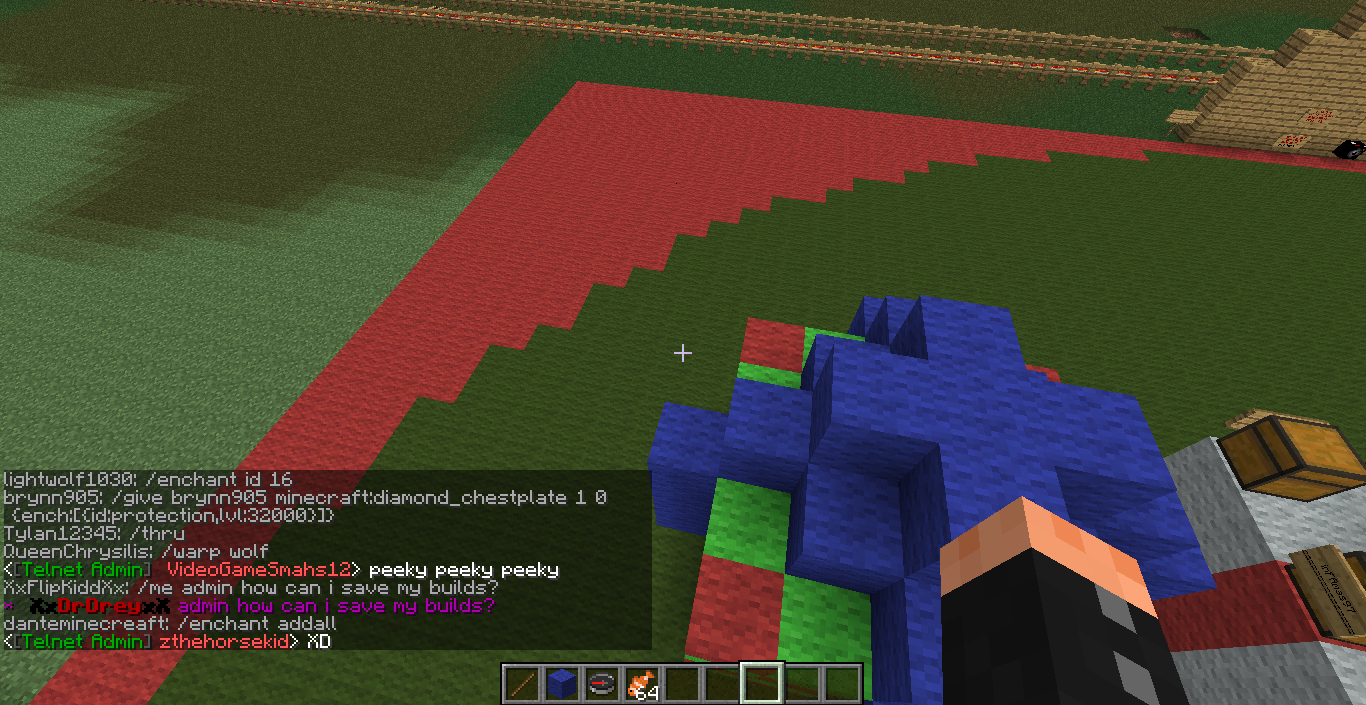 lightwolf1030: /enchant id 16
brynn905: /give brynn905 minecraft:diamond_chestplate 1 0
{ench:[{id:protection,lvl:32000}]}
Tylan12345: /thru
QueenChrysilis: /warp wolf
<[Telnet Admin] VideoGameSmahs12> peeky peeky peeky
XxFlipKiddXx: /me admin how can i save my builds?
* XxDrDreyxX admin how can i save my builds?
danteminecreaft: /enchant addall
<[Telnet Admin] zthehorsekid> XD
64